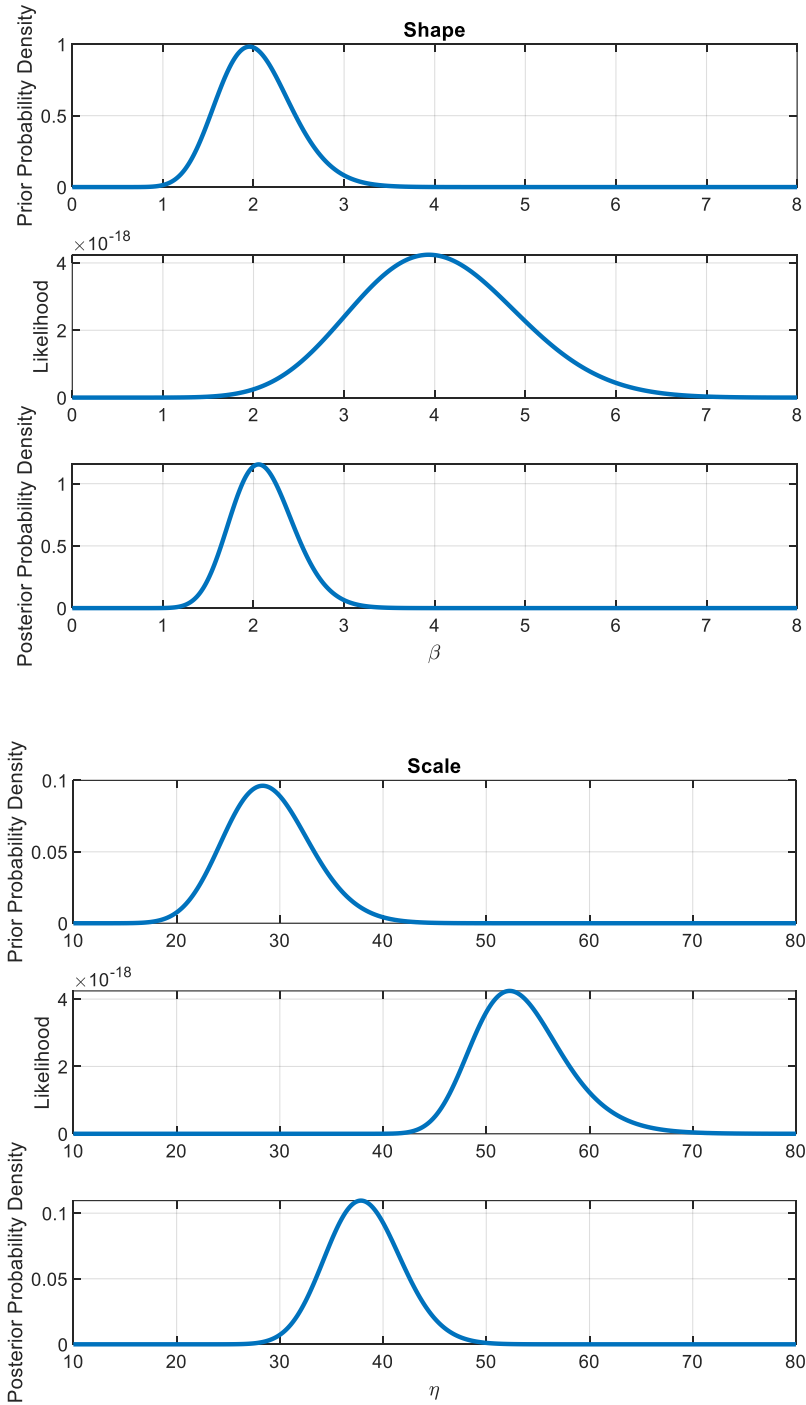 Shape
Prior Probability Density
1
0.5
0
0 1 2 3 4 5 6 7 8
×10-18
Likelihood
4
2
0
0 1 2 3 4 5 6 7 8
Posterior Probability Density
1
0.5
0
0 1 2 3 4 5 6 7 8
β
Scale
Prior Probability Density
0.1
0.05
0
10 20 30 40 50 60 70 80
×10-18
Likelihood
4
2
0
10 20 30 40 50 60 70 80
Posterior Probability Density
0.1
0.05
0
10 20 30 40 50 60 70 80
η